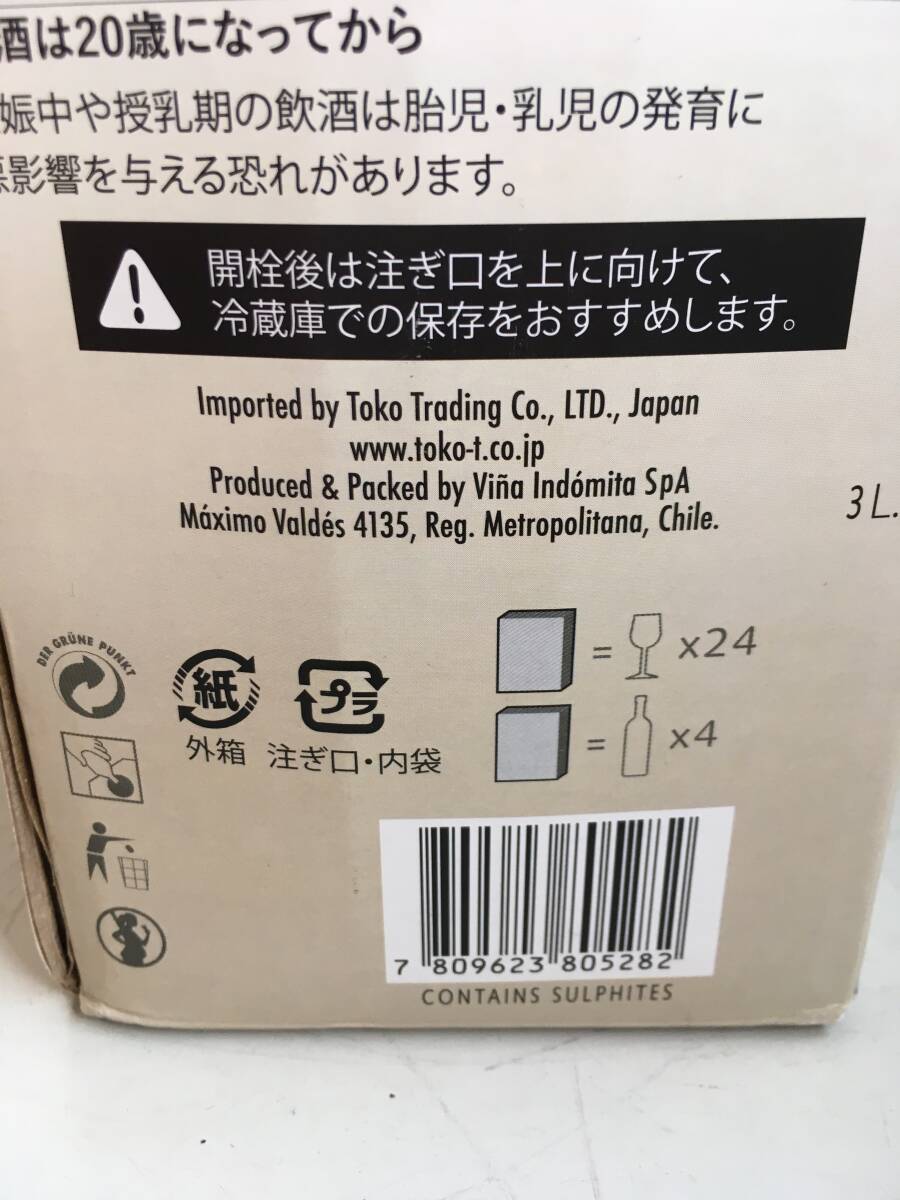 酒は20歳になってから
娠中や授乳期の飲酒は胎児・乳児の発育に
悪影響を与える恐れがあります。
開栓後は注ぎ口を上に向けて、
冷蔵庫での保存をおすすめします。
Imported by Toko Trading Co., LTD., Japan
www.toko-t.co.jp
Produced & Packed by Viña Indómita SpA
Máximo Valdés 4135, Reg. Metropolitana, Chile.
3 L.
DER GRÜNE PUNKT
紙
外箱
プラ
注ぎ口・内袋
= x24
= x4
7 809623 805282
CONTAINS SULPHITES